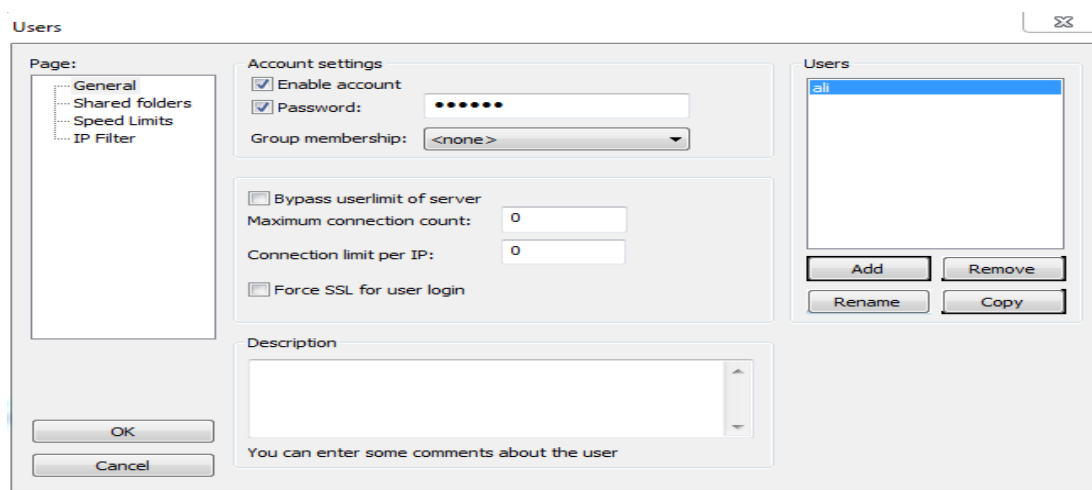 Users
Page:
General
Shared folders
Speed Limits
IP Filter
OK
Cancel
Account settings
Enable account
Password: ••••••
Group membership: <none>
Bypass userlimit of server
Maximum connection count: 0
Connection limit per IP: 0
Force SSL for user login
Description
You can enter some comments about the user
Users
ali
Add Remove
Rename Copy